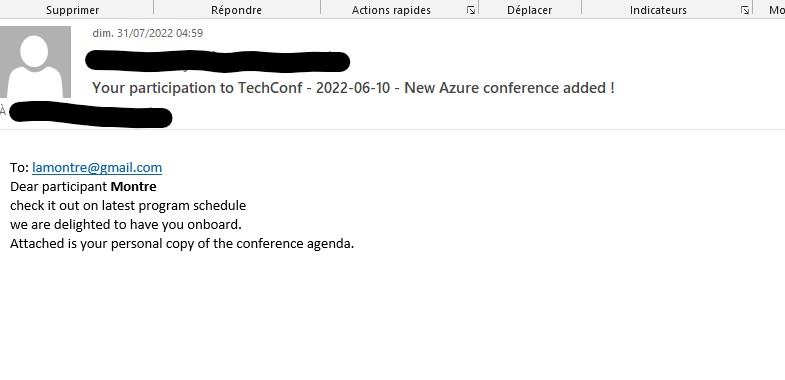 Supprimer Répondre Actions rapides Déplacer Indicateurs Mo
dim. 31/07/2022 04:59
Your participation to TechConf - 2022-06-10 - New Azure conference added !
À
To: lamontre@gmail.com
Dear participant Montre
check it out on latest program schedule
we are delighted to have you onboard.
Attached is your personal copy of the conference agenda.